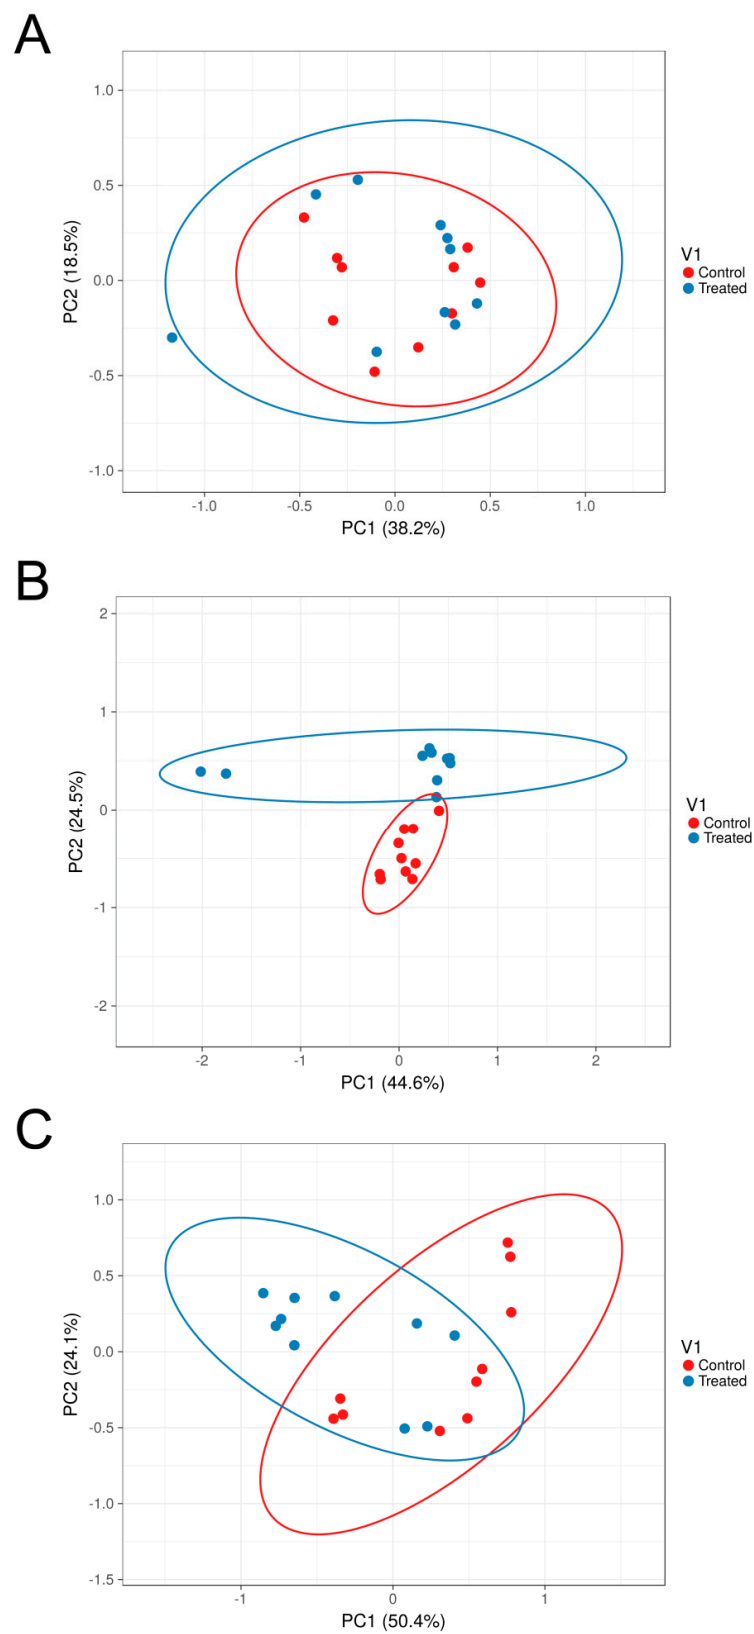 A
1.0
0.5
0.0
-0.5
-1.0
PC2 (18.5%)
-1.0 -0.5 0.0 0.5 1.0
PC1 (38.2%)
V1
Control
Treated
B
2
1
0
-1
-2
PC2 (24.5%)
-2 -1 0 1 2
PC1 (44.6%)
V1
Control
Treated
C
1.0
0.5
0.0
-0.5
-1.0
-1.5
PC2 (24.1%)
-1 0 1
PC1 (50.4%)
V1
Control
Treated